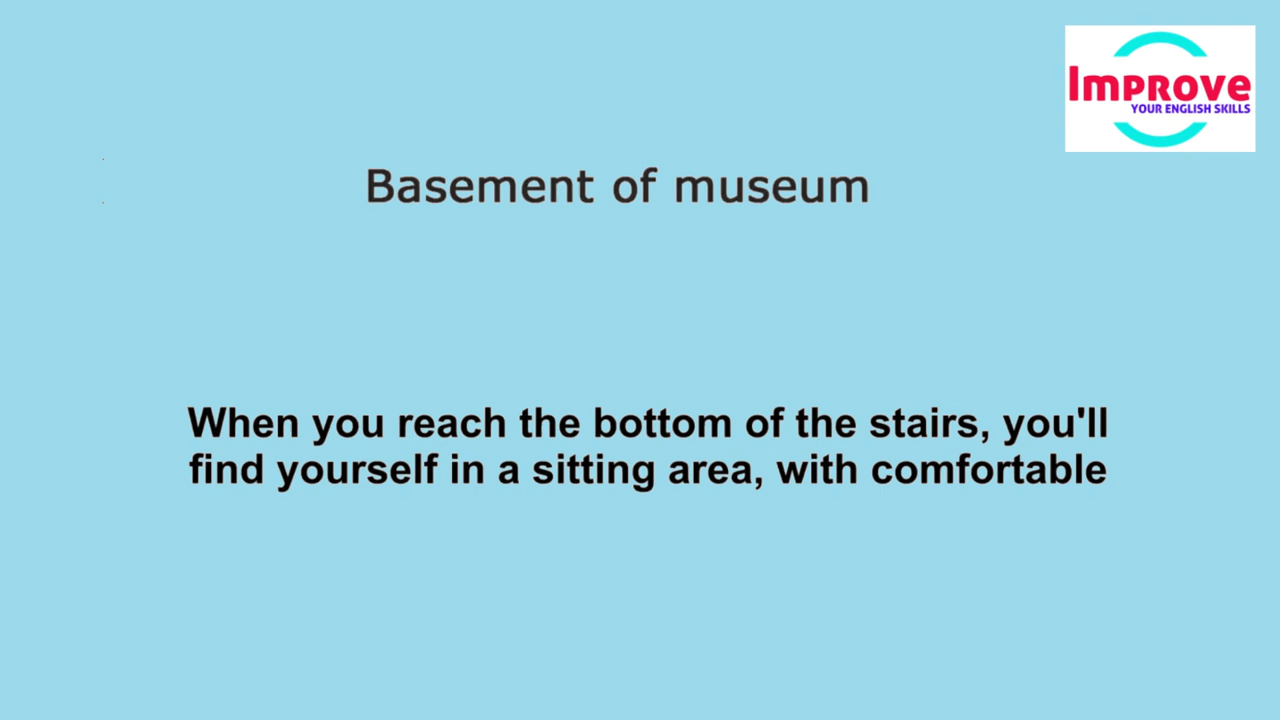 Improve
YOUR ENGLISH SKILLS
Basement of museum
When you reach the bottom of the stairs, you'll
find yourself in a sitting area, with comfortable